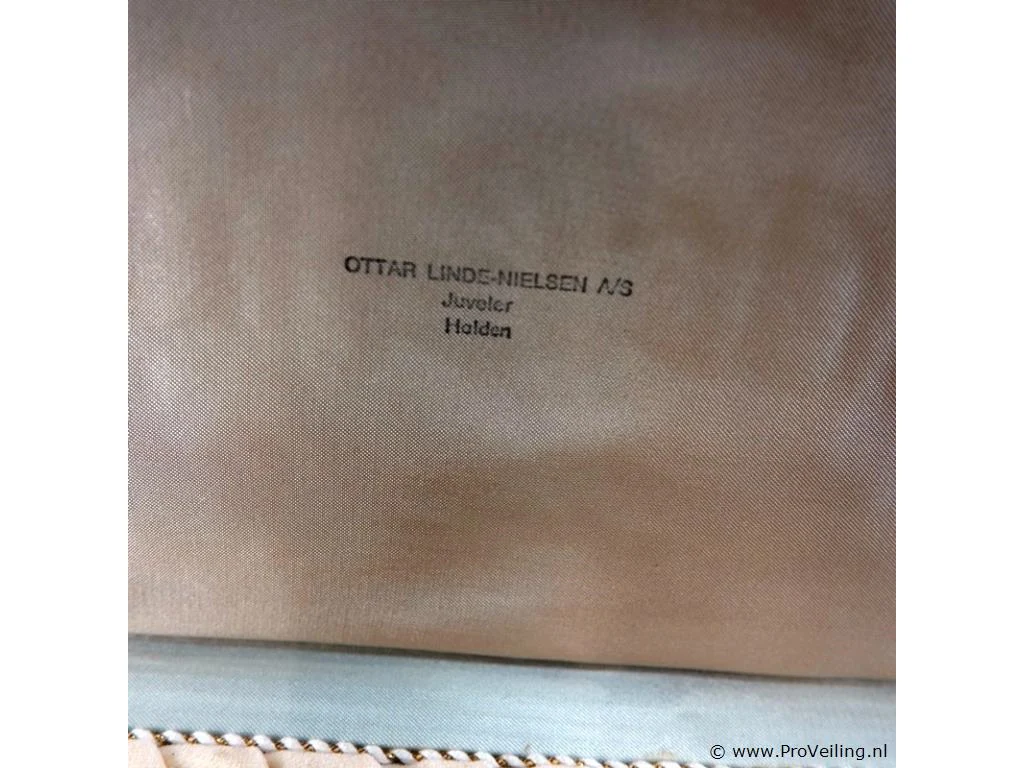 OTTAR LINDE-NIELSEN A/S
Juveler
Halden
© www.ProVeiling.nl